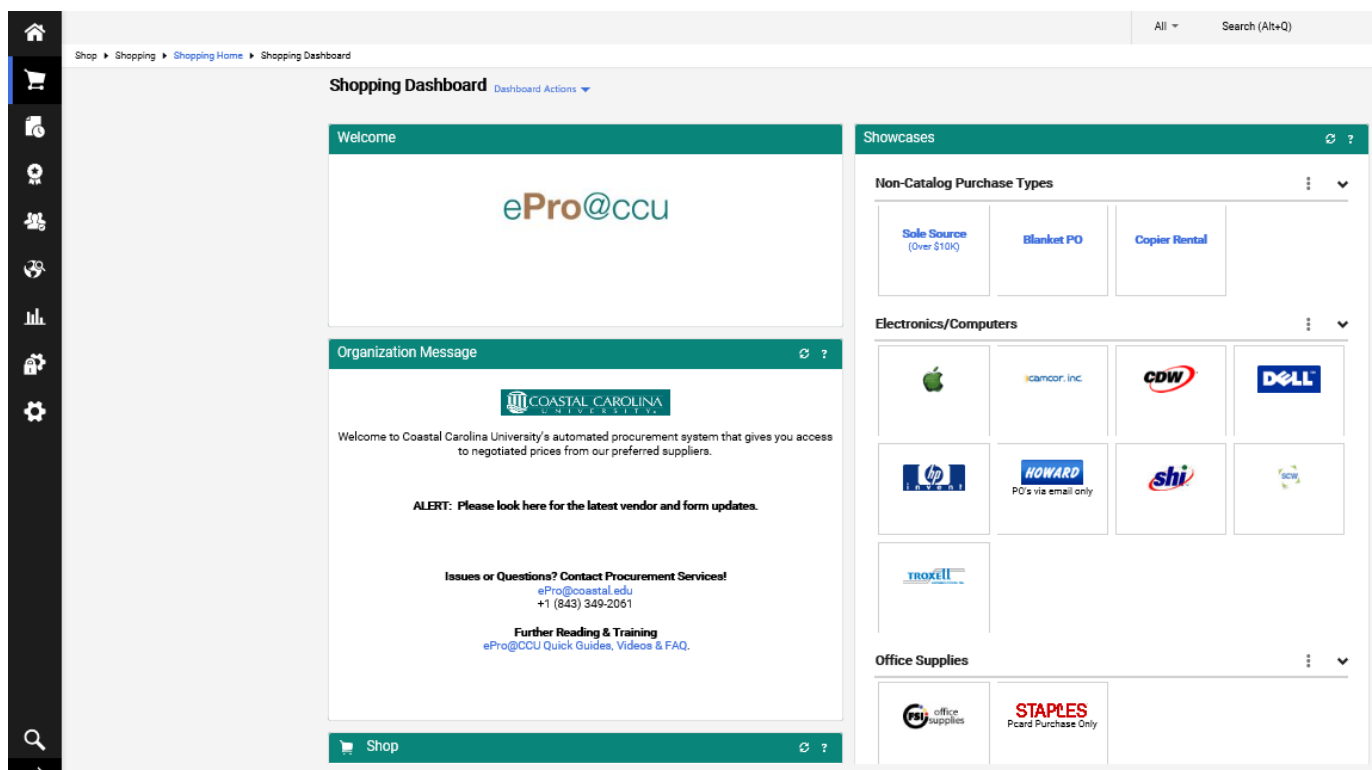 All
Search (Alt+Q)
Shop ▸ Shopping ▸ Shopping Home ▸ Shopping Dashboard
Shopping Dashboard Dashboard Actions
Welcome
ePro@ccu
Organization Message ?
COASTAL CAROLINA
UNIVERSITY.
Welcome to Coastal Carolina University's automated procurement system that gives you access
to negotiated prices from our preferred suppliers.
ALERT: Please look here for the latest vendor and form updates.
Issues or Questions? Contact Procurement Services!
ePro@coastal.edu
+1 (843) 349-2061
Further Reading & Training
ePro@CCU Quick Guides, Videos & FAQ.
Shop ?
Showcases ?
Non-Catalog Purchase Types
Sole Source
(Over $10K)
Blanket PO
Copier Rental
Electronics/Computers
camcor, inc.
CDW
DELL
hp
invent
HOWARD
PO's via email only
shi
SCW
TROXELL
Office Supplies
FSI office
supplies
STAPLES
Pcard Purchase Only